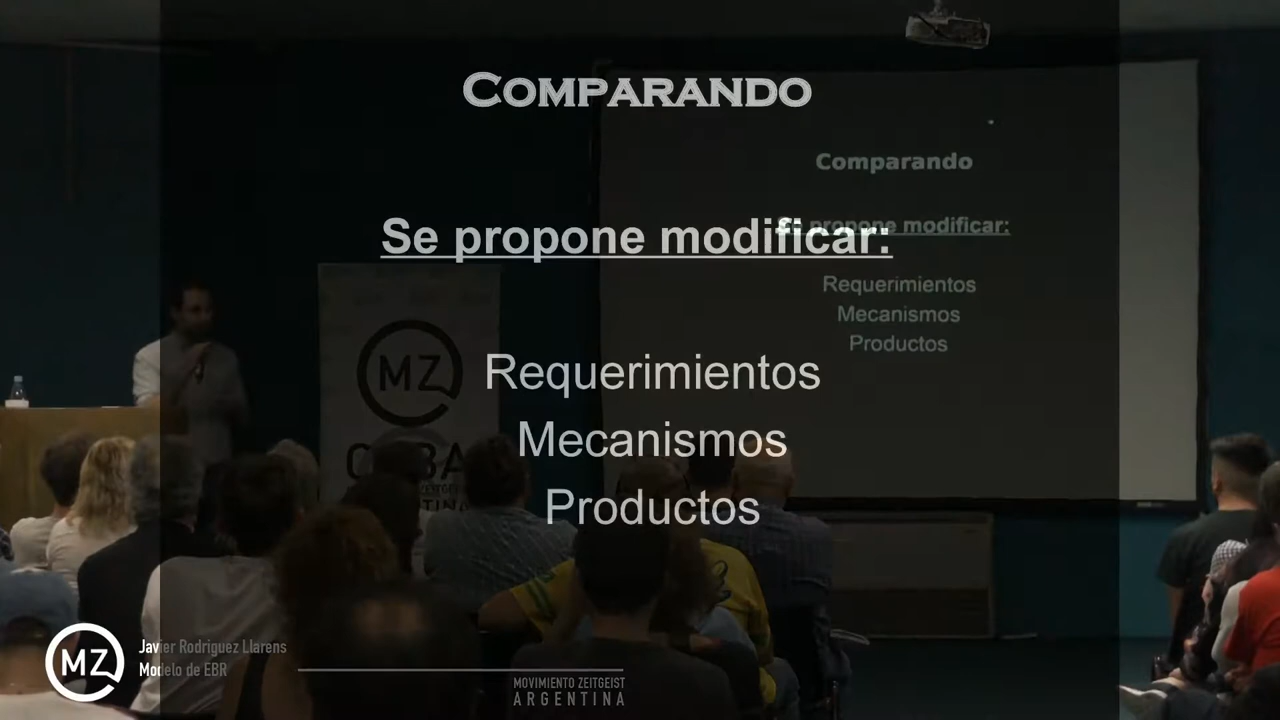 Comparando
Se propone modificar:
Requerimientos
Mecanismos
Productos
Comparando
Se propone modificar:
Requerimientos
Mecanismos
Productos
MZ
MZ
Javier Rodriguez Llarens
Modelo de EBR
MOVIMIENTO ZEITGEIST
ARGENTINA